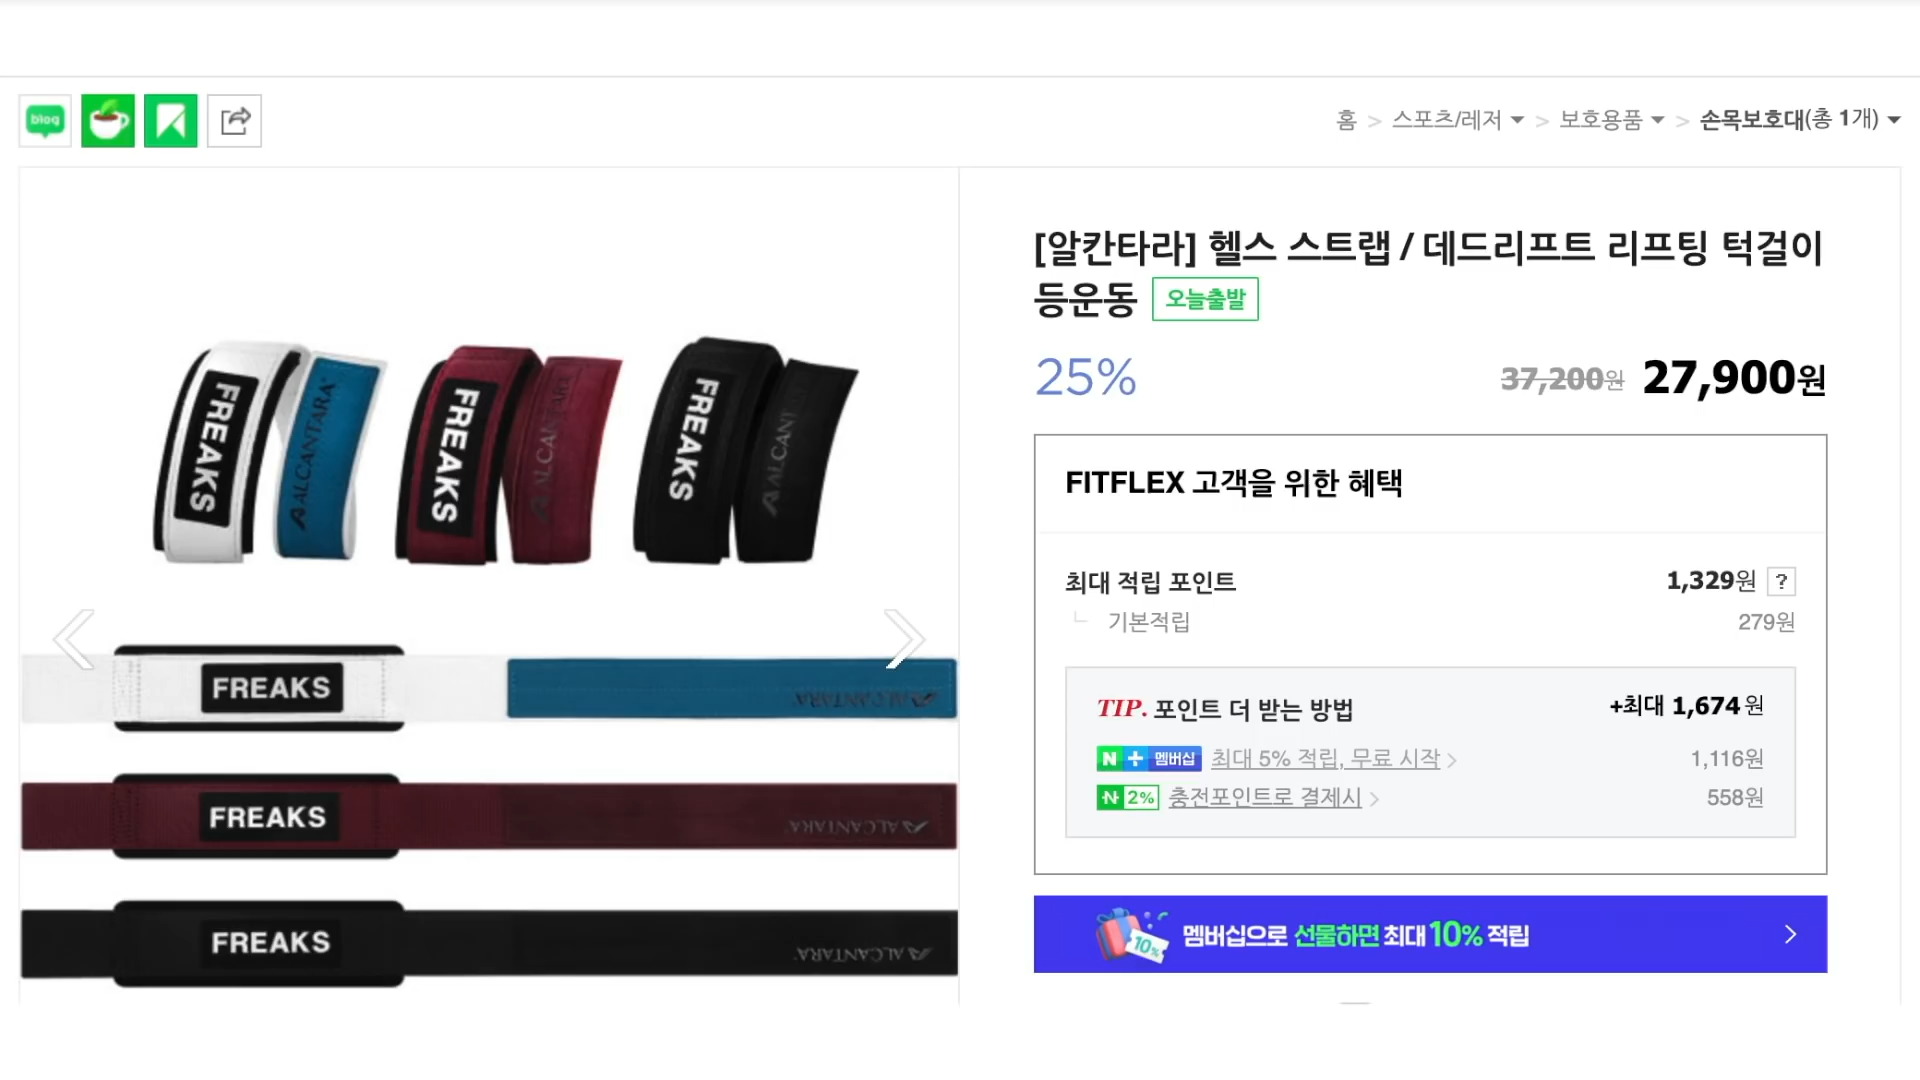 blog
홈 > 스포츠/레저 > 보호용품 > 손목보호대(총 1개)
[알칸타라] 헬스 스트랩 / 데드리프트 리프팅 턱걸이
등운동 오늘출발
25% 37,200원 27,900원
FITFLEX 고객을 위한 혜택
최대 적립 포인트 1,329원 ?
기본적립 279원
TIP. 포인트 더 받는 방법 +최대 1,674원
N+ 멤버십 최대 5% 적립, 무료 시작 > 1,116원
N 2% 충전포인트로 결제시 > 558원
10% 멤버십으로 선물하면 최대 10% 적립
FREAKS ALCANTARA FREAKS ALCANTARA FREAKS ALCANT
FREAKS ALCANTARA
FREAKS ALCANTARA
FREAKS ALCANTARA